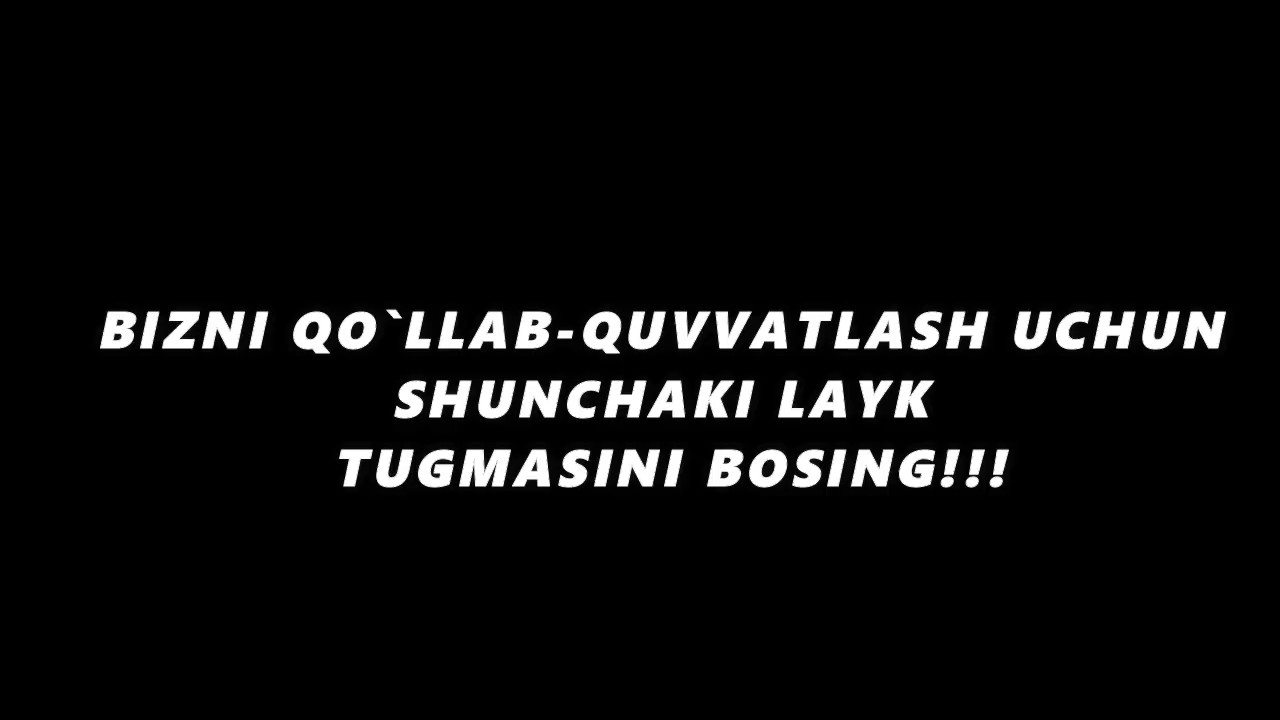 BIZNI QO`LLAB-QUVVATLASH UCHUN
SHUNCHAKI LAYK
TUGMASINI BOSING!!!